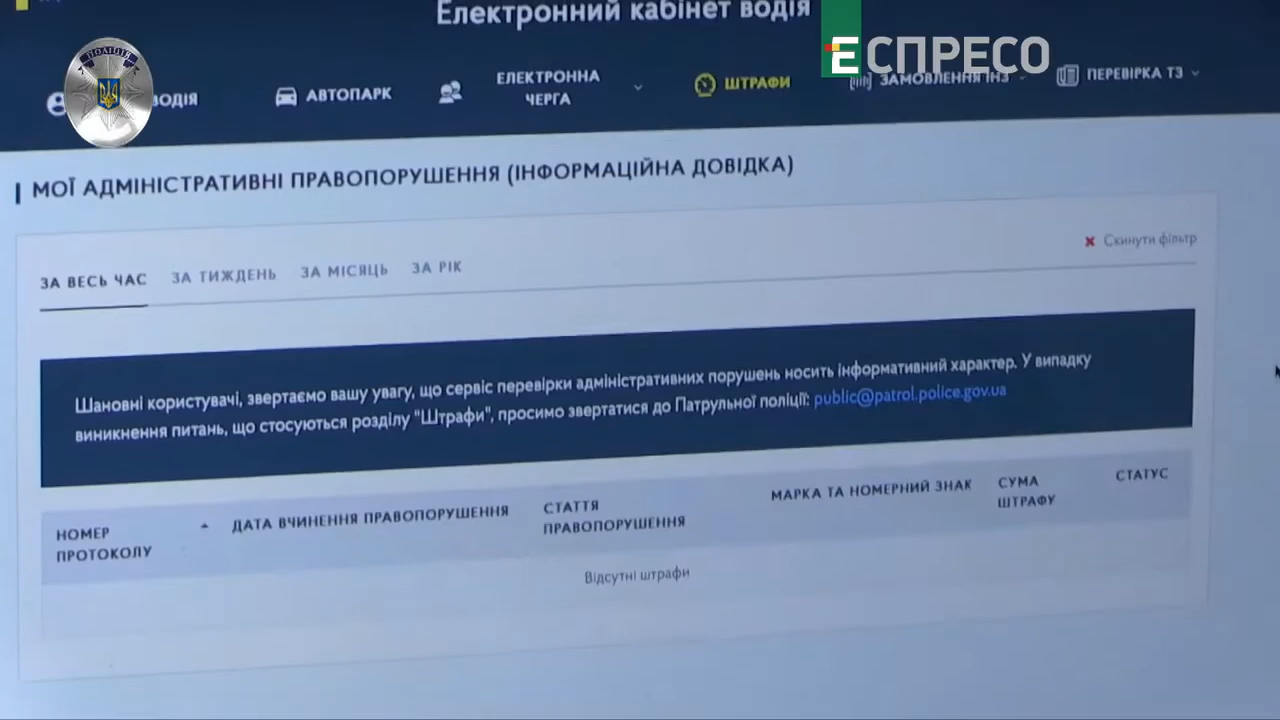 Електронний кабінет водія
ЕСПРЕСО
ПОЛІЦІЯ
ВОДІЯ
АВТОПАРК
ЕЛЕКТРОННА
ЧЕРГА
ШТРАФИ
ЗАМОВЛЕННЯ ІНЗ
ПЕРЕВІРКА ТЗ
МОЇ АДМІНІСТРАТИВНІ ПРАВОПОРУШЕННЯ (ІНФОРМАЦІЙНА ДОВІДКА)
Скинути фільтр
ЗА ВЕСЬ ЧАС ЗА ТИЖДЕНЬ ЗА МІСЯЦЬ ЗА РІК
Шановні користувачі, звертаємо вашу увагу, що сервіс перевірки адміністративних порушень носить інформативний характер. У випадку
виникнення питань, що стосуються розділу "Штрафи", просимо звертатися до Патрульної поліції: public@patrol.police.gov.ua
НОМЕР
ПРОТОКОЛУ
ДАТА ВЧИНЕННЯ ПРАВОПОРУШЕННЯ
СТАТТЯ
ПРАВОПОРУШЕННЯ
МАРКА ТА НОМЕРНИЙ ЗНАК
СУМА
ШТРАФУ
СТАТУС
Відсутні штрафи